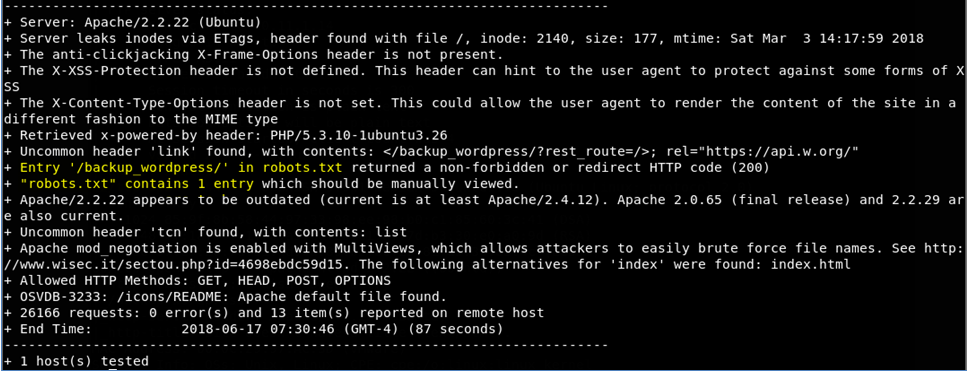 ---------------------------------------------------------------------------
+ Server: Apache/2.2.22 (Ubuntu)
+ Server leaks inodes via ETags, header found with file /, inode: 2140, size: 177, mtime: Sat Mar  3 14:17:59 2018
+ The anti-clickjacking X-Frame-Options header is not present.
+ The X-XSS-Protection header is not defined. This header can hint to the user agent to protect against some forms of X
SS
+ The X-Content-Type-Options header is not set. This could allow the user agent to render the content of the site in a
different fashion to the MIME type
+ Retrieved x-powered-by header: PHP/5.3.10-1ubuntu3.26
+ Uncommon header 'link' found, with contents: </backup_wordpress/?rest_route=/>; rel="https://api.w.org/"
+ Entry '/backup_wordpress/' in robots.txt returned a non-forbidden or redirect HTTP code (200)
+ "robots.txt" contains 1 entry which should be manually viewed.
+ Apache/2.2.22 appears to be outdated (current is at least Apache/2.4.12). Apache 2.0.65 (final release) and 2.2.29 ar
e also current.
+ Uncommon header 'tcn' found, with contents: list
+ Apache mod_negotiation is enabled with MultiViews, which allows attackers to easily brute force file names. See http:
//www.wisec.it/sectou.php?id=4698ebdc59d15. The following alternatives for 'index' were found: index.html
+ Allowed HTTP Methods: GET, HEAD, POST, OPTIONS
+ OSVDB-3233: /icons/README: Apache default file found.
+ 26166 requests: 0 error(s) and 13 item(s) reported on remote host
+ End Time:           2018-06-17 07:30:46 (GMT-4) (87 seconds)
---------------------------------------------------------------------------
+ 1 host(s) tested